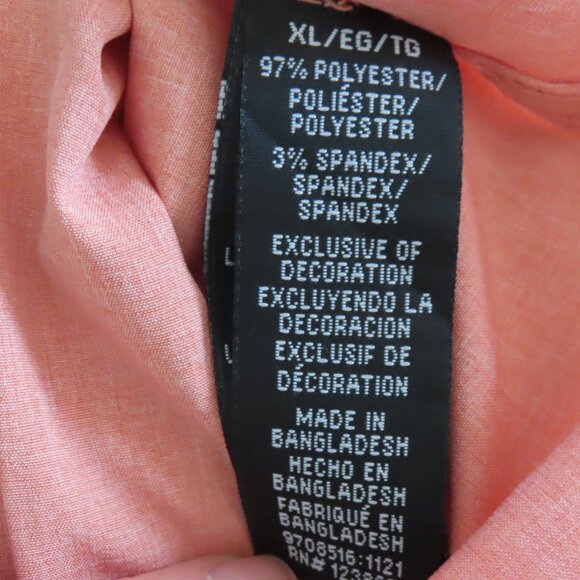 XL/EG/TG
97% POLYESTER/
POLIÉSTER/
POLYESTER
3% SPANDEX/
SPANDEX/
SPANDEX
EXCLUSIVE OF
DECORATION
EXCLUYENDO LA
DECORACION
EXCLUSIF DE
DÉCORATION
MADE IN
BANGLADESH
HECHO EN
BANGLADESH
FABRIQUÉ EN
BANGLADESH
9708516:1121
RN#